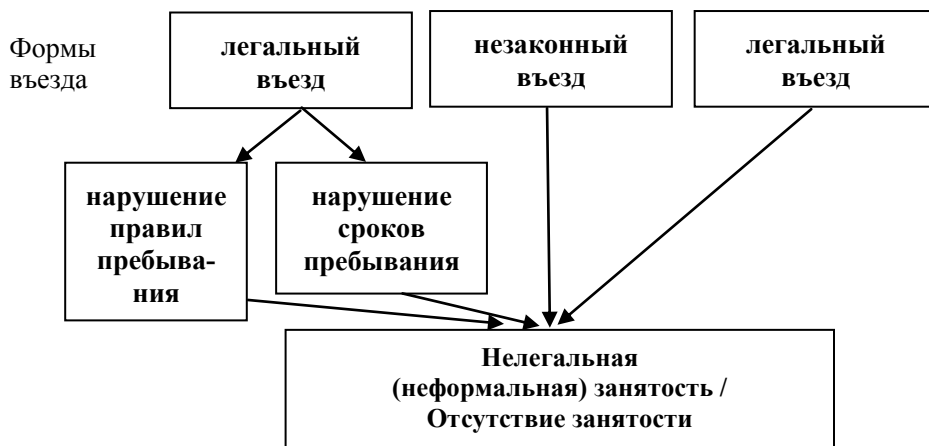 Формы
въезда
легальный
въезд
незаконный
въезд
легальный
въезд
нарушение
правил
пребыва-
ния
нарушение
сроков
пребывания
Нелегальная
(неформальная) занятость /
Отсутствие занятости